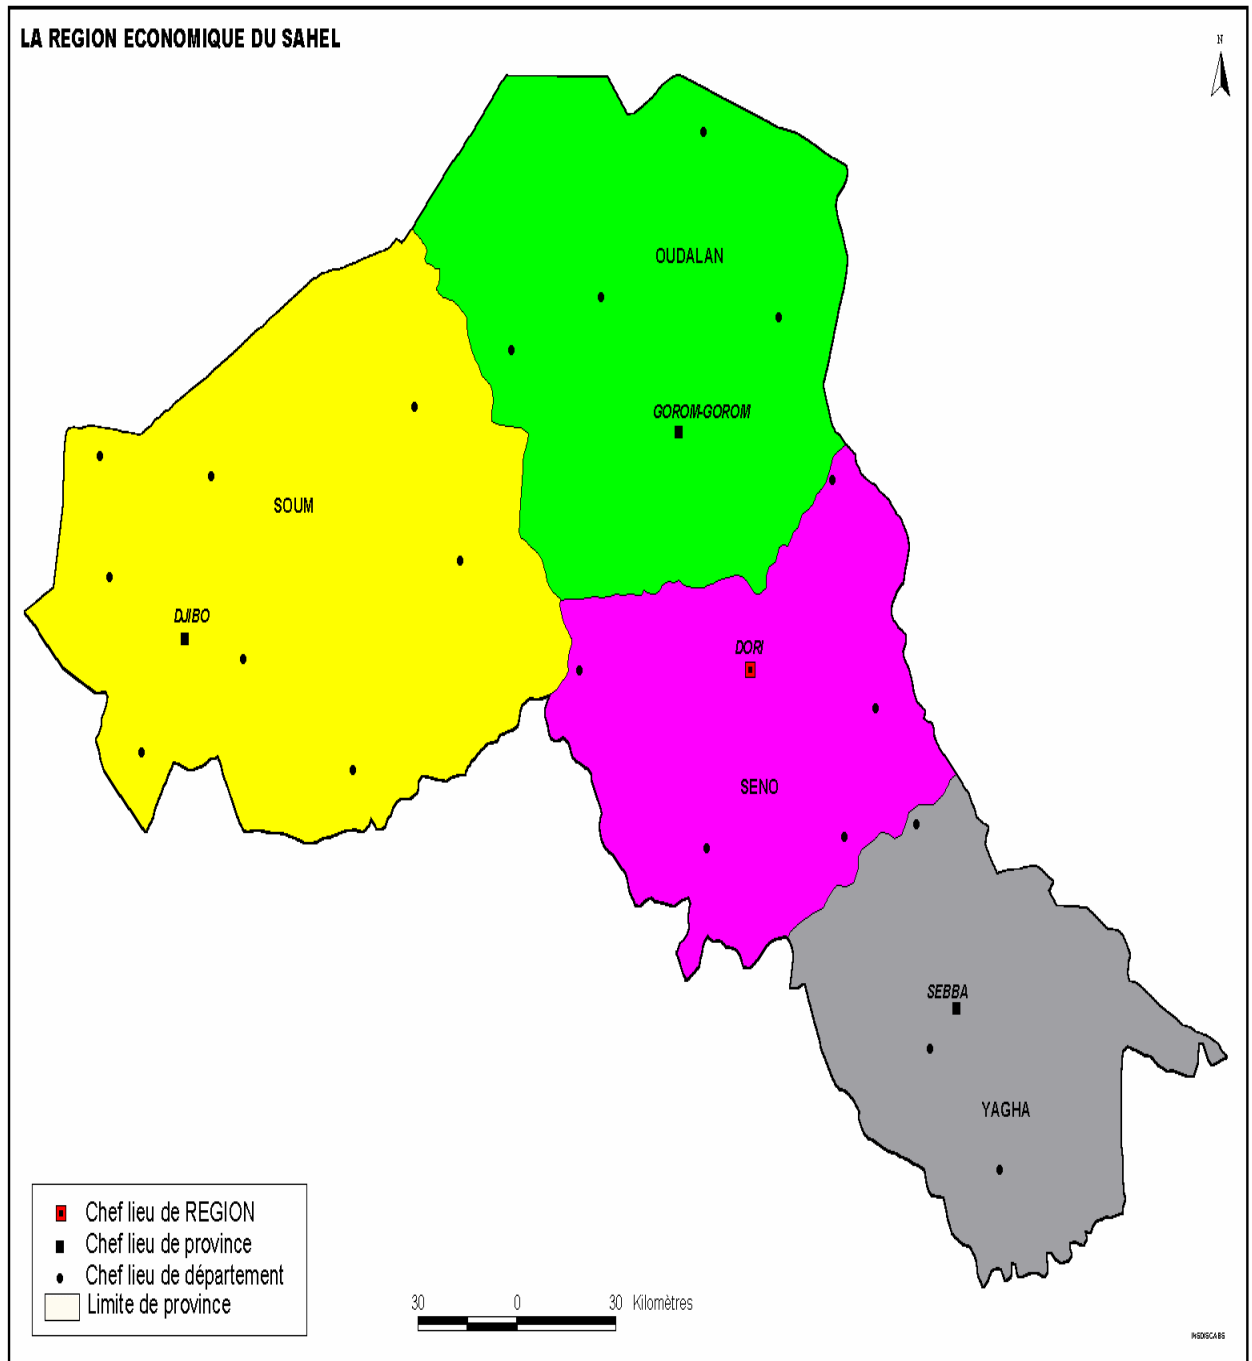 LA REGION ECONOMIQUE DU SAHEL
N
OUDALAN
GOROM-GOROM
SOUM
DJIBO
DORI
SENO
SEBBA
YAGHA
Chef lieu de REGION
Chef lieu de province
Chef lieu de département
Limite de province
30 0 30 Kilomètres